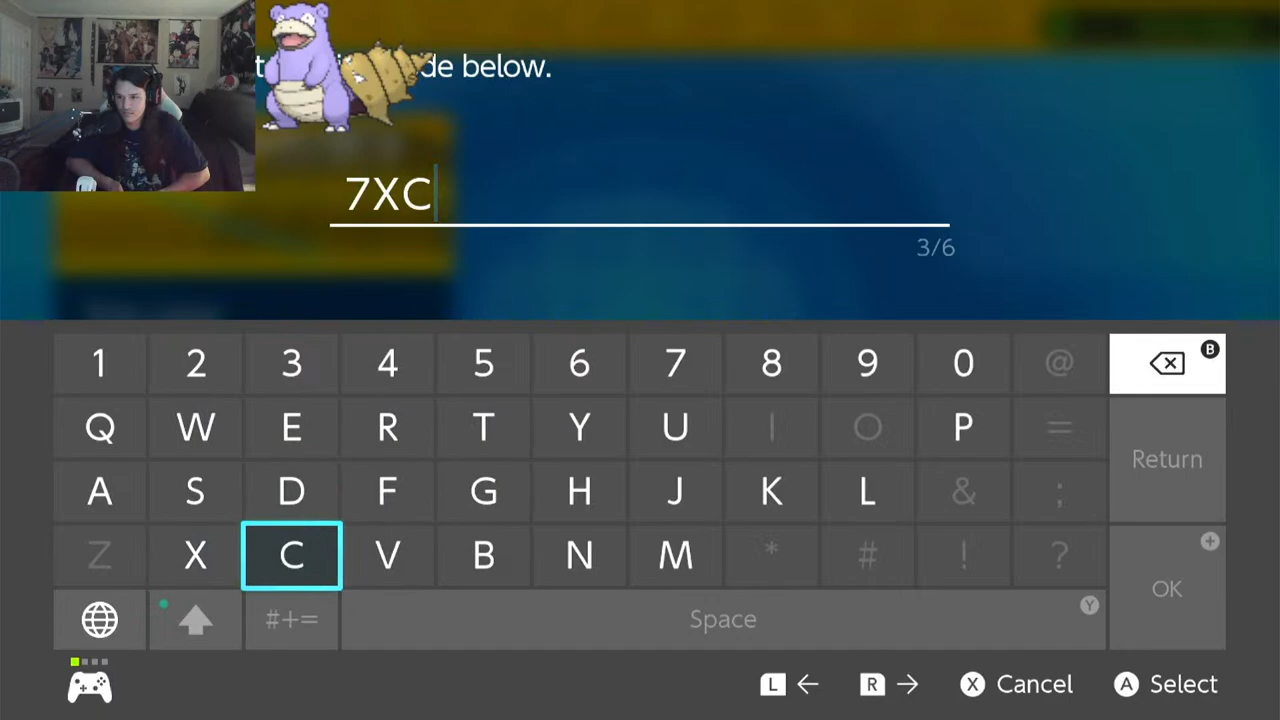 de below.
7XC
3/6
1 2 3 4 5 6 7 8 9 0 @ B
Q W E R T Y U I O P =
Return
A S D F G H J K L & ;
Z X C V B N M * # ! ? +
OK
#+= Space Y
L ← R → X Cancel A Select